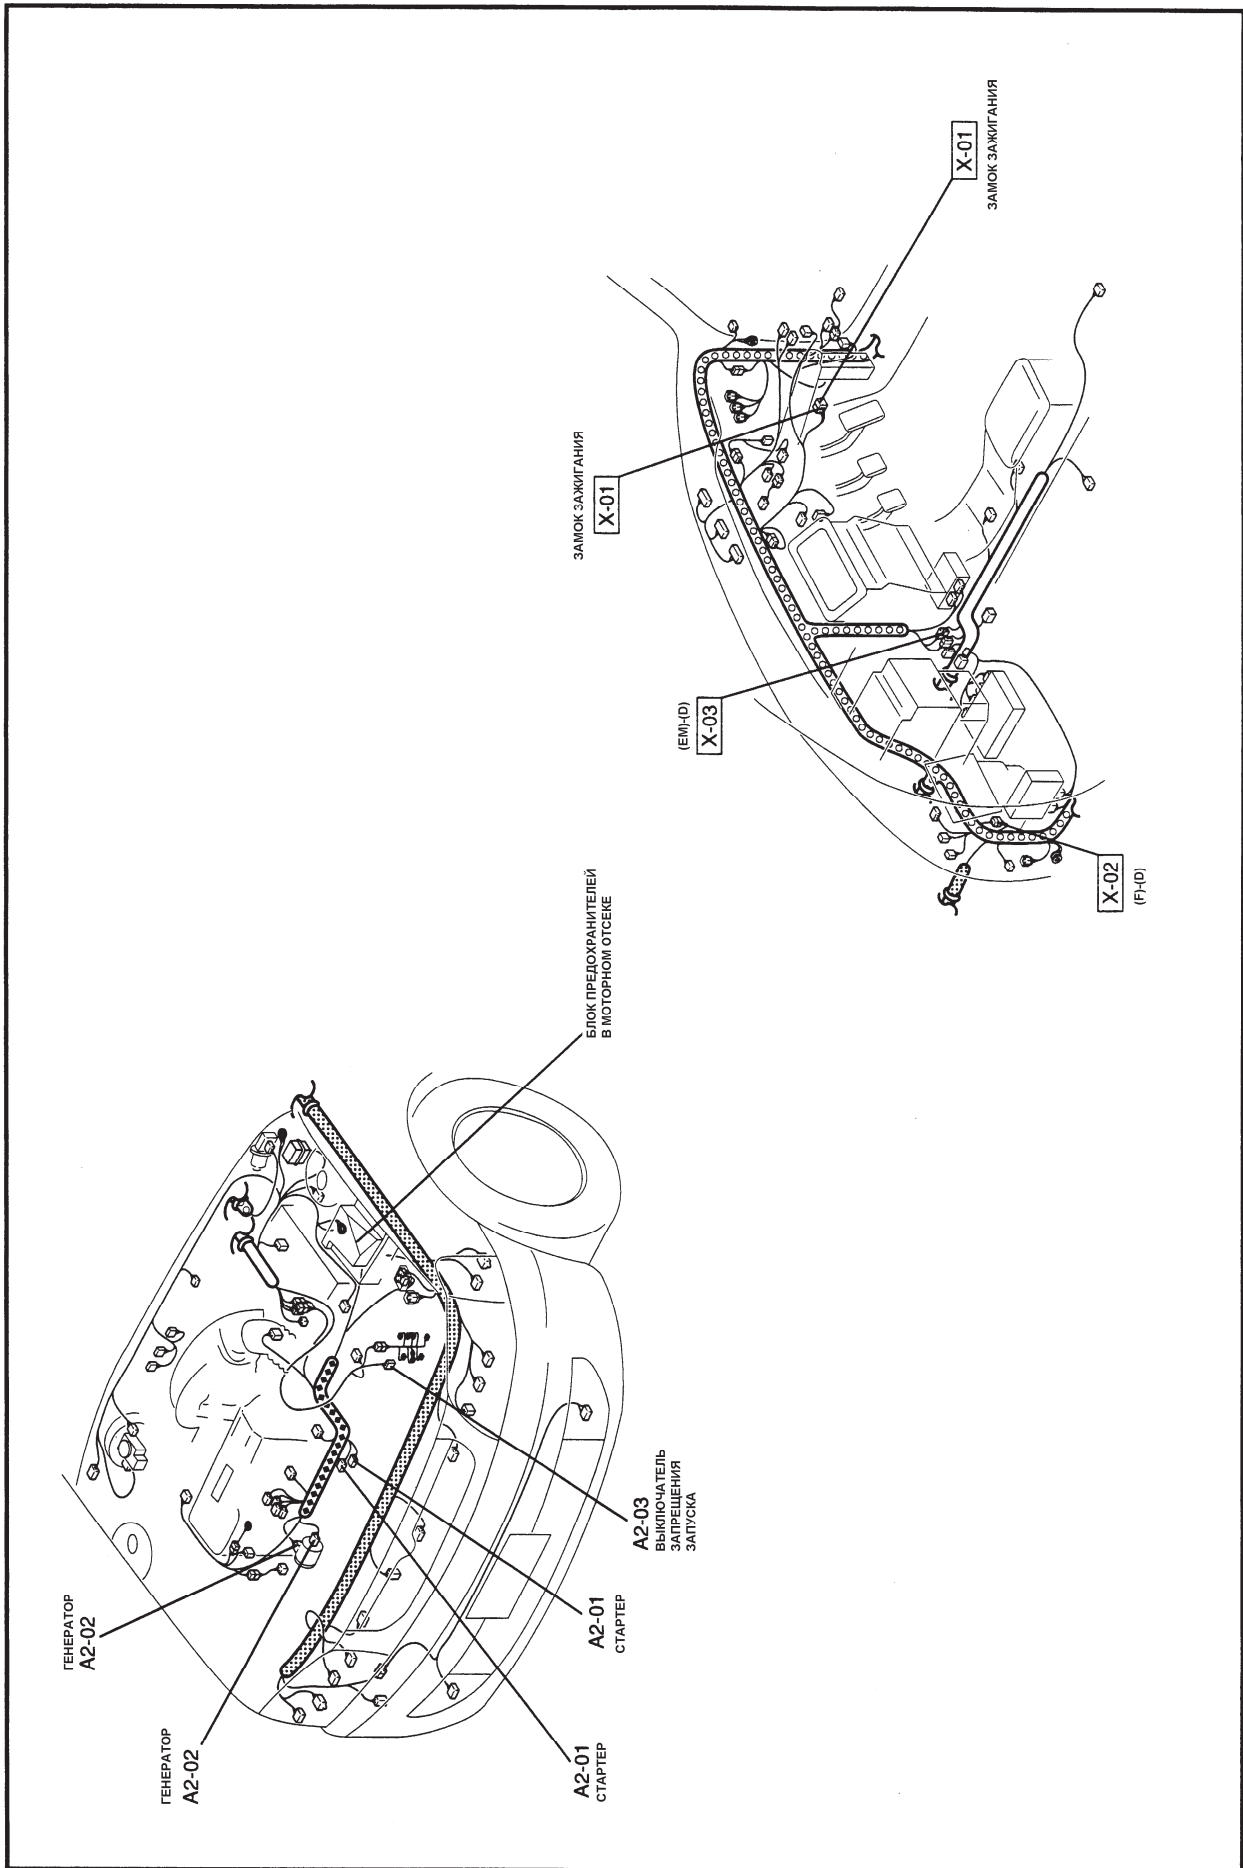 ГЕНЕРАТОР
A2-02
ГЕНЕРАТОР
A2-02
A2-01
СТАРТЕР
A2-01
СТАРТЕР
A2-03
ВЫКЛЮЧАТЕЛЬ
ЗАПРЕЩЕНИЯ
ЗАПУСКА
БЛОК ПРЕДОХРАНИТЕЛЕЙ
В МОТОРНОМ ОТСЕКЕ
ЗАМОК ЗАЖИГАНИЯ
X-01
(EM)-(D)
X-03
X-02
(F)-(D)
X-01
ЗАМОК ЗАЖИГАНИЯ